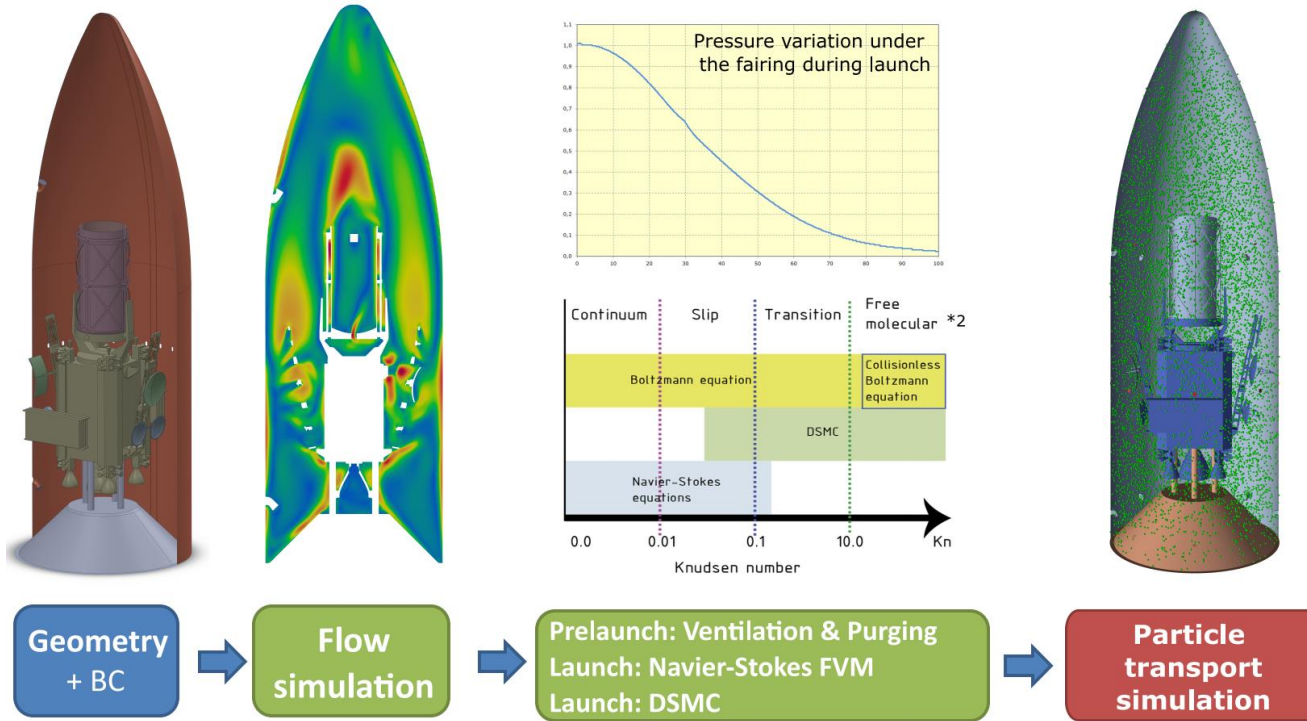 1,1
1,0
0,9
0,8
0,7
0,6
0,5
0,4
0,3
0,2
0,1
0,0
0 10 20 30 40 50 60 70 80 90 100
Pressure variation under
the fairing during launch
Continuum Slip Transition Free
molecular *2
Boltzmann equation
Collisionless
Boltzmann
equation
DSMC
Navier-Stokes
equations
0.0 0.01 0.1 10.0 Kn
Knudsen number
Geometry
+ BC
Flow
simulation
Prelaunch: Ventilation & Purging
Launch: Navier-Stokes FVM
Launch: DSMC
Particle
transport
simulation